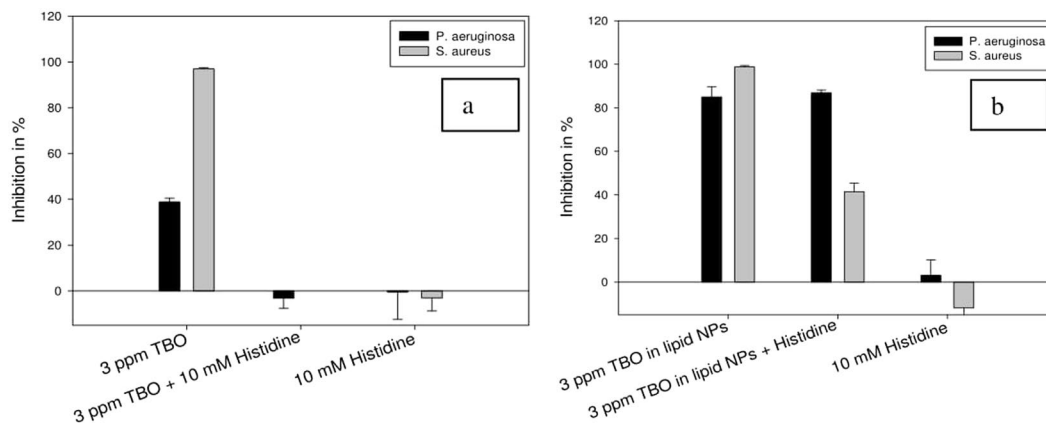 120
100
80
60
40
20
0
Inhibition in %
P. aeruginosa
S. aureus
a
3 ppm TBO
3 ppm TBO + 10 mM Histidine
10 mM Histidine
120
100
80
60
40
20
0
Inhibition in %
P. aeruginosa
S. aureus
b
3 ppm TBO in lipid NPs
3 ppm TBO in lipid NPs + Histidine
10 mM Histidine